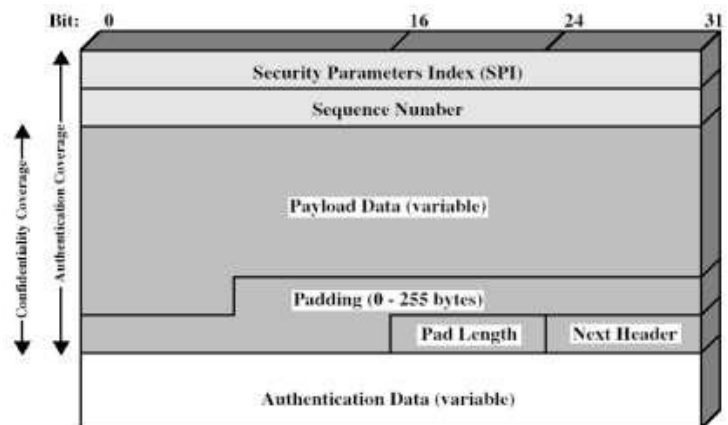 Bit: 0 16 24 31
Security Parameters Index (SPI)
Sequence Number
Confidentiality Coverage
Authentication Coverage
Payload Data (variable)
Padding (0 - 255 bytes)
Pad Length Next Header
Authentication Data (variable)